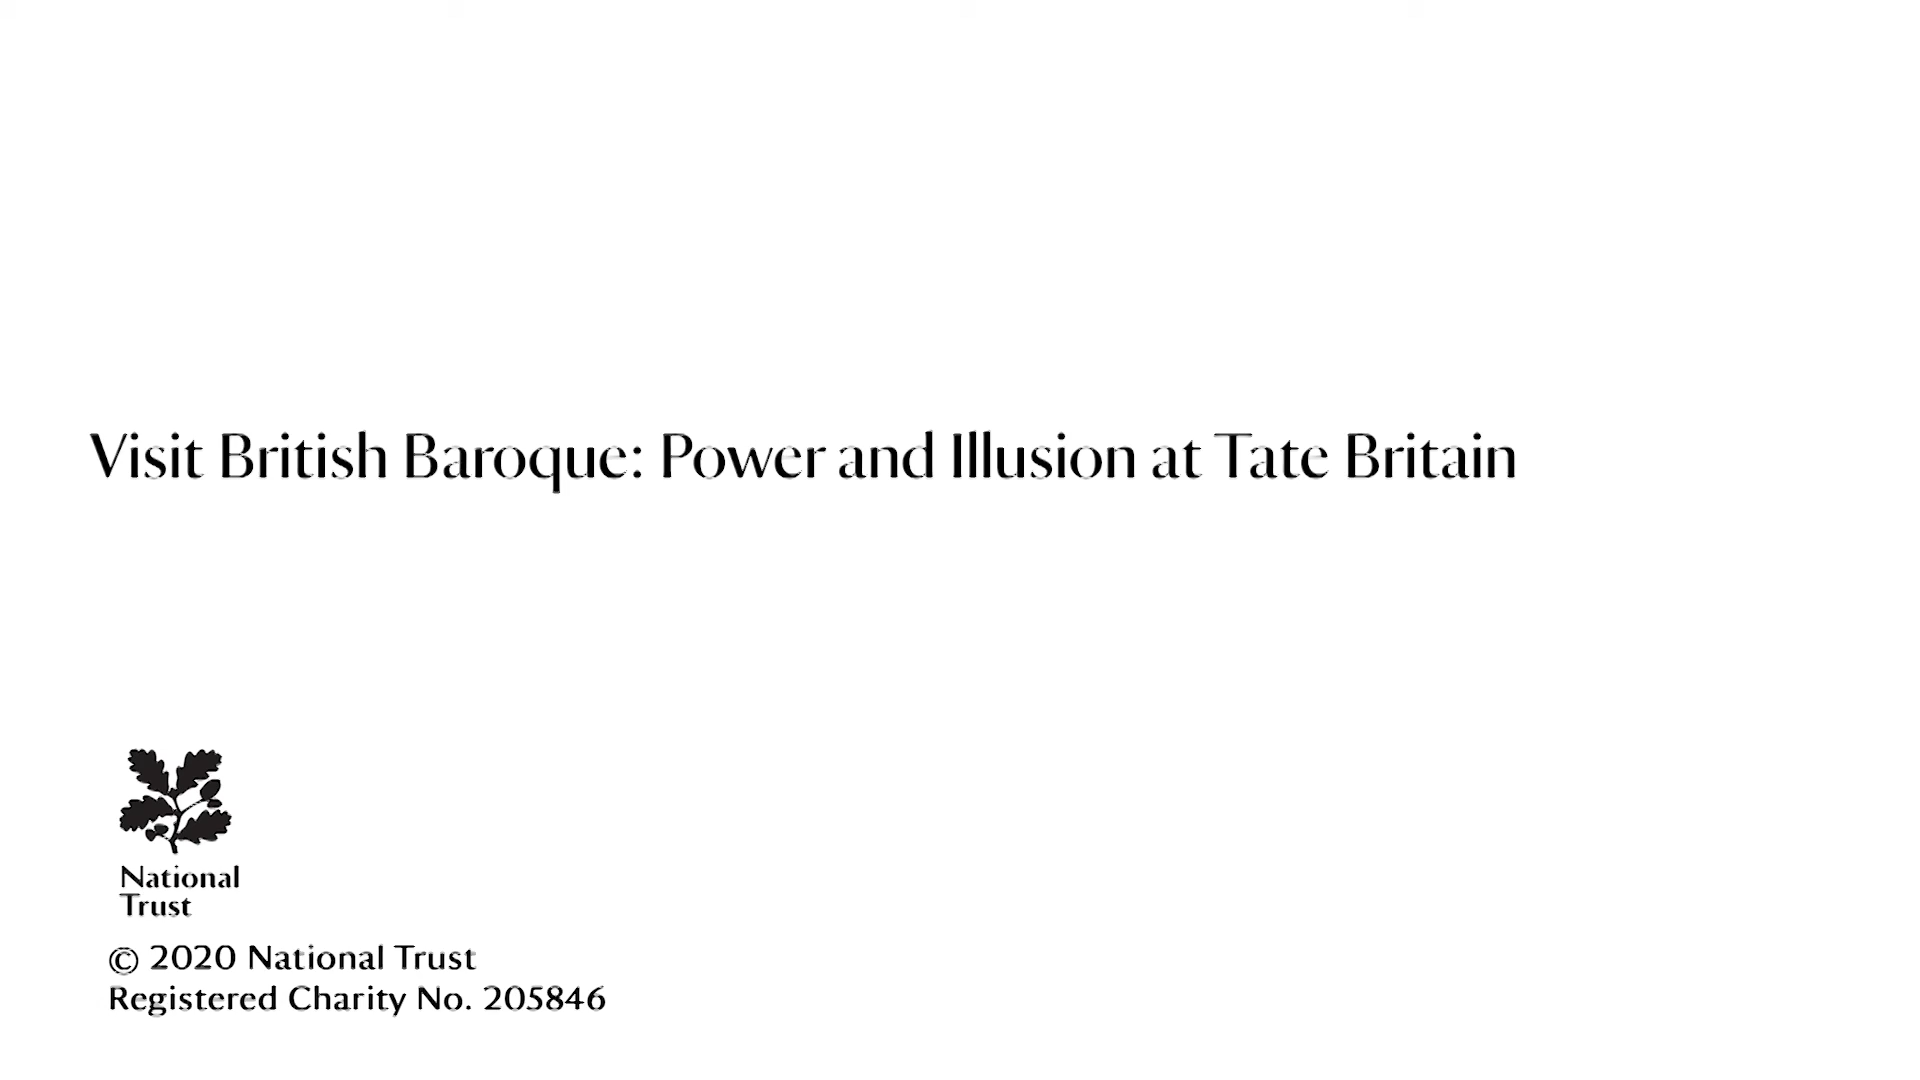 Visit British Baroque: Power and Illusion at Tate Britain
National
Trust
© 2020 National Trust
Registered Charity No. 205846